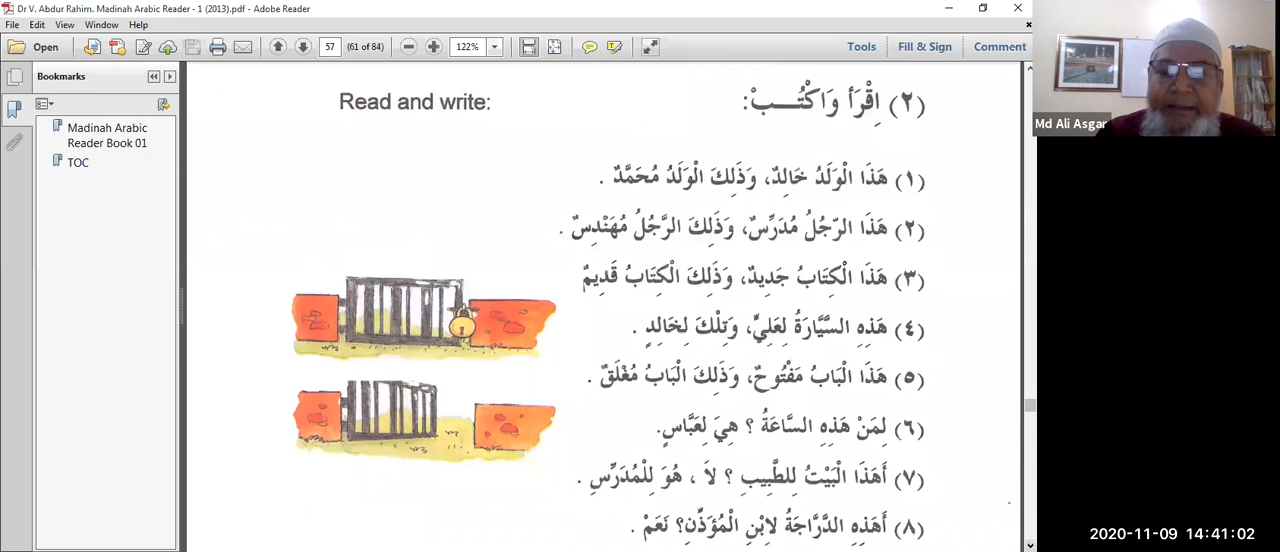 Dr V. Abdur Rahim. Madinah Arabic Reader - 1 (2013).pdf - Adobe Reader
File Edit View Window Help
Open 57 (61 of 84) 122% Tools Fill & Sign Comment
Bookmarks
Madinah Arabic Reader Book 01
TOC
Read and write:
(٢) اِقْرَأْ وَاكْتُـــبْ:
(١) هَذَا الْوَلَدُ خَالِدٌ، وَذَلِكَ الْوَلَدُ مُحَمَّدٌ .
(٢) هَذَا الرّجُلُ مُدَرِّسٌ، وَذَلِكَ الرَّجُلُ مُهَنْدِسٌ .
(٣) هَذَا الْكِتَابُ جَدِيدٌ، وَذَلِكَ الْكِتَابُ قَدِيمٌ
(٤) هَذِهِ السَّيَّارَةُ لِعَلِيٍّ، وَتِلْكَ لِخَالِدٍ .
(٥) هَذَا الْبَابُ مَفْتُوحٌ، وَذَلِكَ الْبَابُ مُغْلَقٌ .
(٦) لِمَنْ هَذِهِ السَّاعَةُ ؟ هِيَ لِعَبَّاسٍ.
(٧) أَهَذَا الْبَيْتُ لِلطَّبِيبِ ؟ لاَ ، هُوَ لِلْمُدَرِّسِ .
(٨) أَهَذِهِ الدَّرَّاجَةُ لاِبْنِ الْمُؤَذِّنِ؟ نَعَمْ .
Md Ali Asgar
2020-11-09 14:41:02